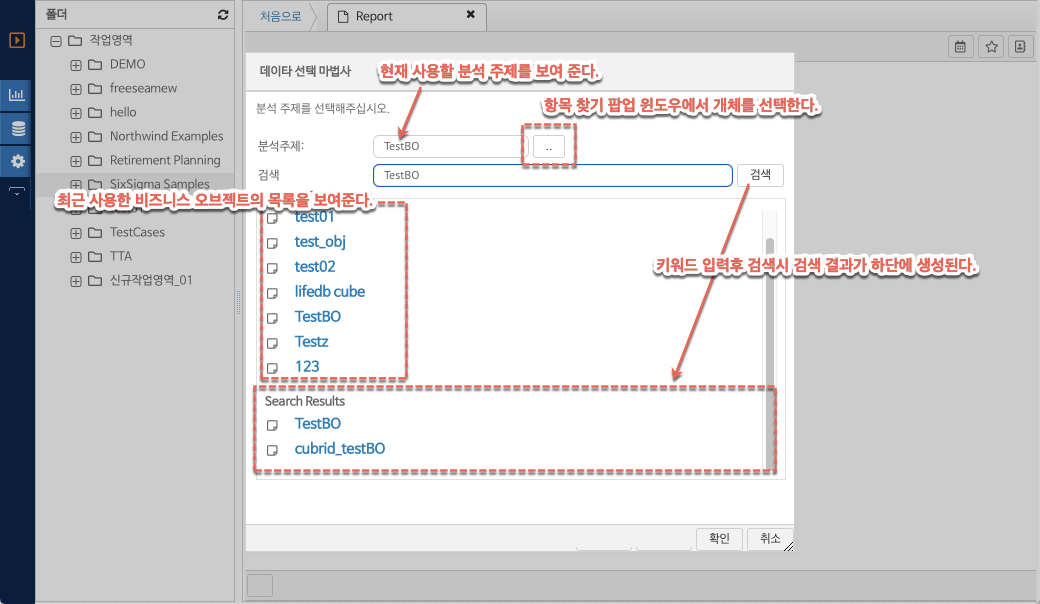 폴더
작업영역
DEMO
freeseamew
hello
Northwind Examples
Retirement Planning
SixSigma Samples
TestCases
TTA
신규작업영역_01
처음으로
Report
데이타 선택 마법사
현재 사용할 분석 주제를 보여 준다.
분석 주제를 선택해주십시오.
항목 찾기 팝업 윈도우에서 개체를 선택한다.
분석주제:
TestBO
..
검색
TestBO
검색
최근 사용한 비즈니스 오브젝트의 목록을 보여준다.
test01
test_obj
test02
lifedb cube
TestBO
Testz
123
키워드 입력후 검색시 검색 결과가 하단에 생성된다.
Search Results
TestBO
cubrid_testBO
확인
취소